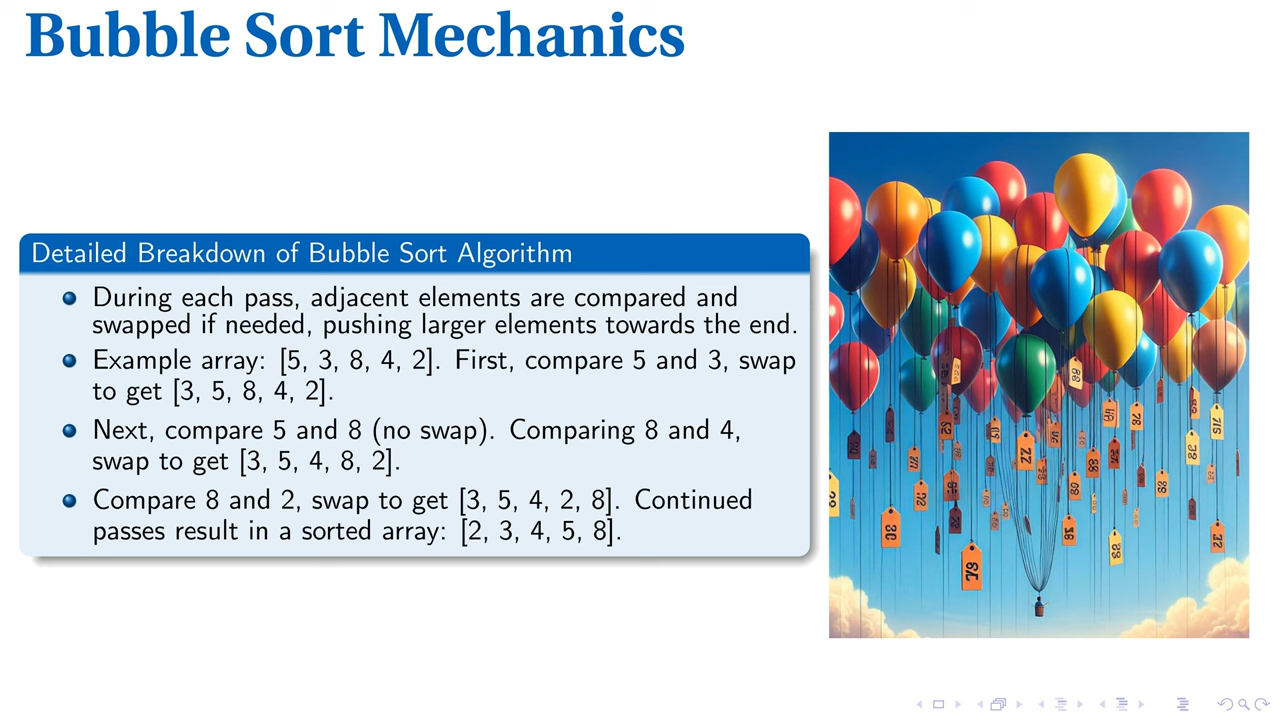 Bubble Sort Mechanics
Detailed Breakdown of Bubble Sort Algorithm
During each pass, adjacent elements are compared and
swapped if needed, pushing larger elements towards the end.
Example array: [5, 3, 8, 4, 2]. First, compare 5 and 3, swap
to get [3, 5, 8, 4, 2].
Next, compare 5 and 8 (no swap). Comparing 8 and 4,
swap to get [3, 5, 4, 8, 2].
Compare 8 and 2, swap to get [3, 5, 4, 2, 8]. Continued
passes result in a sorted array: [2, 3, 4, 5, 8].